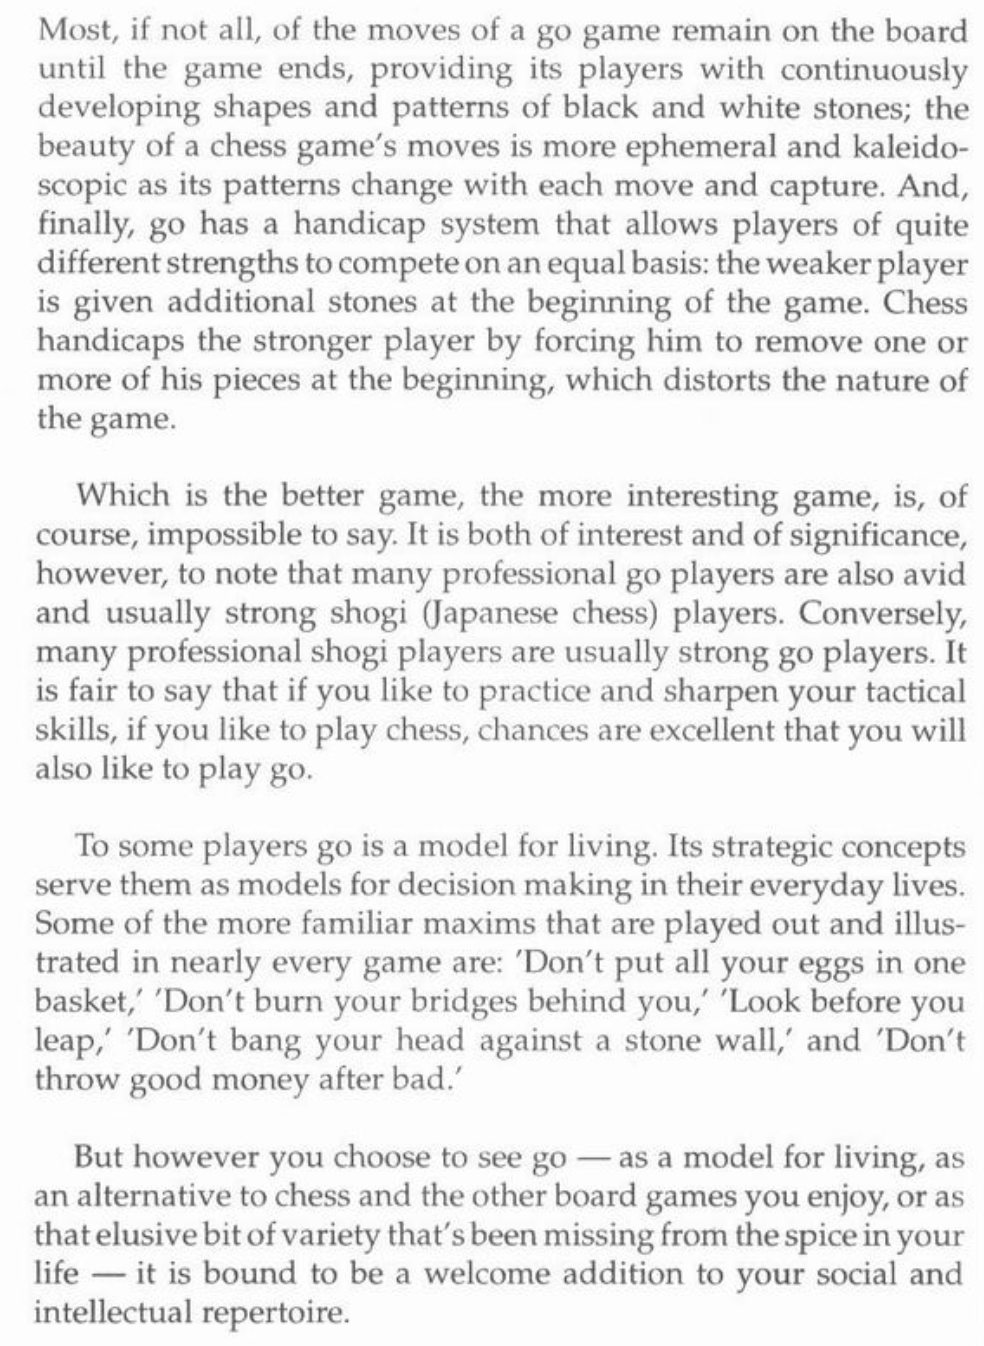 Most, if not all, of the moves of a go game remain on the board
until the game ends, providing its players with continuously
developing shapes and patterns of black and white stones; the
beauty of a chess game's moves is more ephemeral and kaleido-
scopic as its patterns change with each move and capture. And,
finally, go has a handicap system that allows players of quite
different strengths to compete on an equal basis: the weaker player
is given additional stones at the beginning of the game. Chess
handicaps the stronger player by forcing him to remove one or
more of his pieces at the beginning, which distorts the nature of
the game.
Which is the better game, the more interesting game, is, of
course, impossible to say. It is both of interest and of significance,
however, to note that many professional go players are also avid
and usually strong shogi (Japanese chess) players. Conversely,
many professional shogi players are usually strong go players. It
is fair to say that if you like to practice and sharpen your tactical
skills, if you like to play chess, chances are excellent that you will
also like to play go.
To some players go is a model for living. Its strategic concepts
serve them as models for decision making in their everyday lives.
Some of the more familiar maxims that are played out and illus-
trated in nearly every game are: 'Don't put all your eggs in one
basket,' 'Don't burn your bridges behind you,' 'Look before you
leap,' 'Don't bang your head against a stone wall,' and 'Don't
throw good money after bad.'
But however you choose to see go — as a model for living, as
an alternative to chess and the other board games you enjoy, or as
that elusive bit of variety that's been missing from the spice in your
life — it is bound to be a welcome addition to your social and
intellectual repertoire.